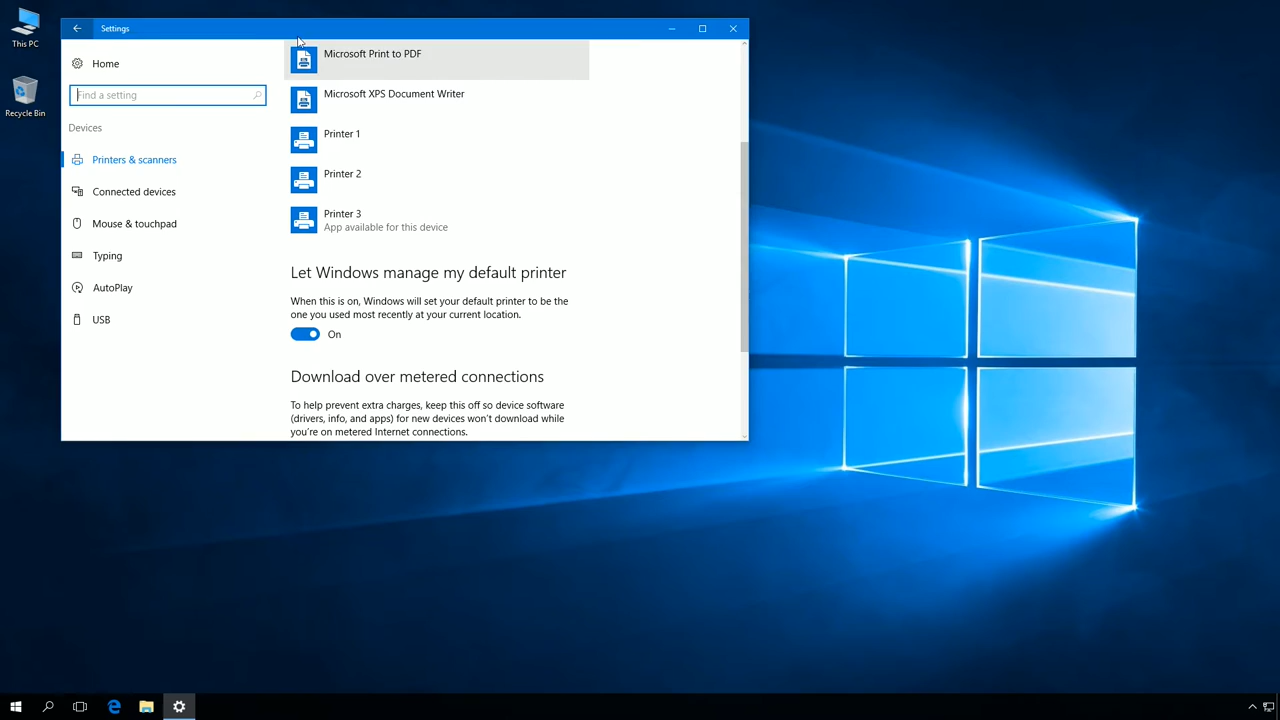 This PC
Recycle Bin
Settings
Home
Find a setting
Devices
Printers & scanners
Connected devices
Mouse & touchpad
Typing
AutoPlay
USB
Microsoft Print to PDF
Microsoft XPS Document Writer
Printer 1
Printer 2
Printer 3
App available for this device
Let Windows manage my default printer
When this is on, Windows will set your default printer to be the
one you used most recently at your current location.
On
Download over metered connections
To help prevent extra charges, keep this off so device software
(drivers, info, and apps) for new devices won't download while
you're on metered Internet connections.